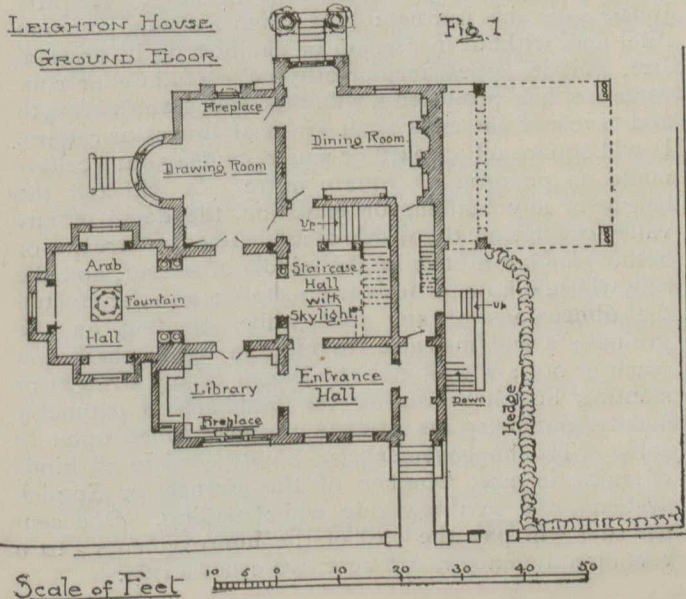 LEIGHTON HOUSE
GROUND FLOOR
Fig. 1
Fireplace
Drawing Room
Dining Room
UP
Arab
Hall
Fountain
Staircase
Hall
with
Skylight
UP
Library
Fireplace
Entrance
Hall
Down
Hedge
Scale of Feet
10 5 0 10 20 30 40 50